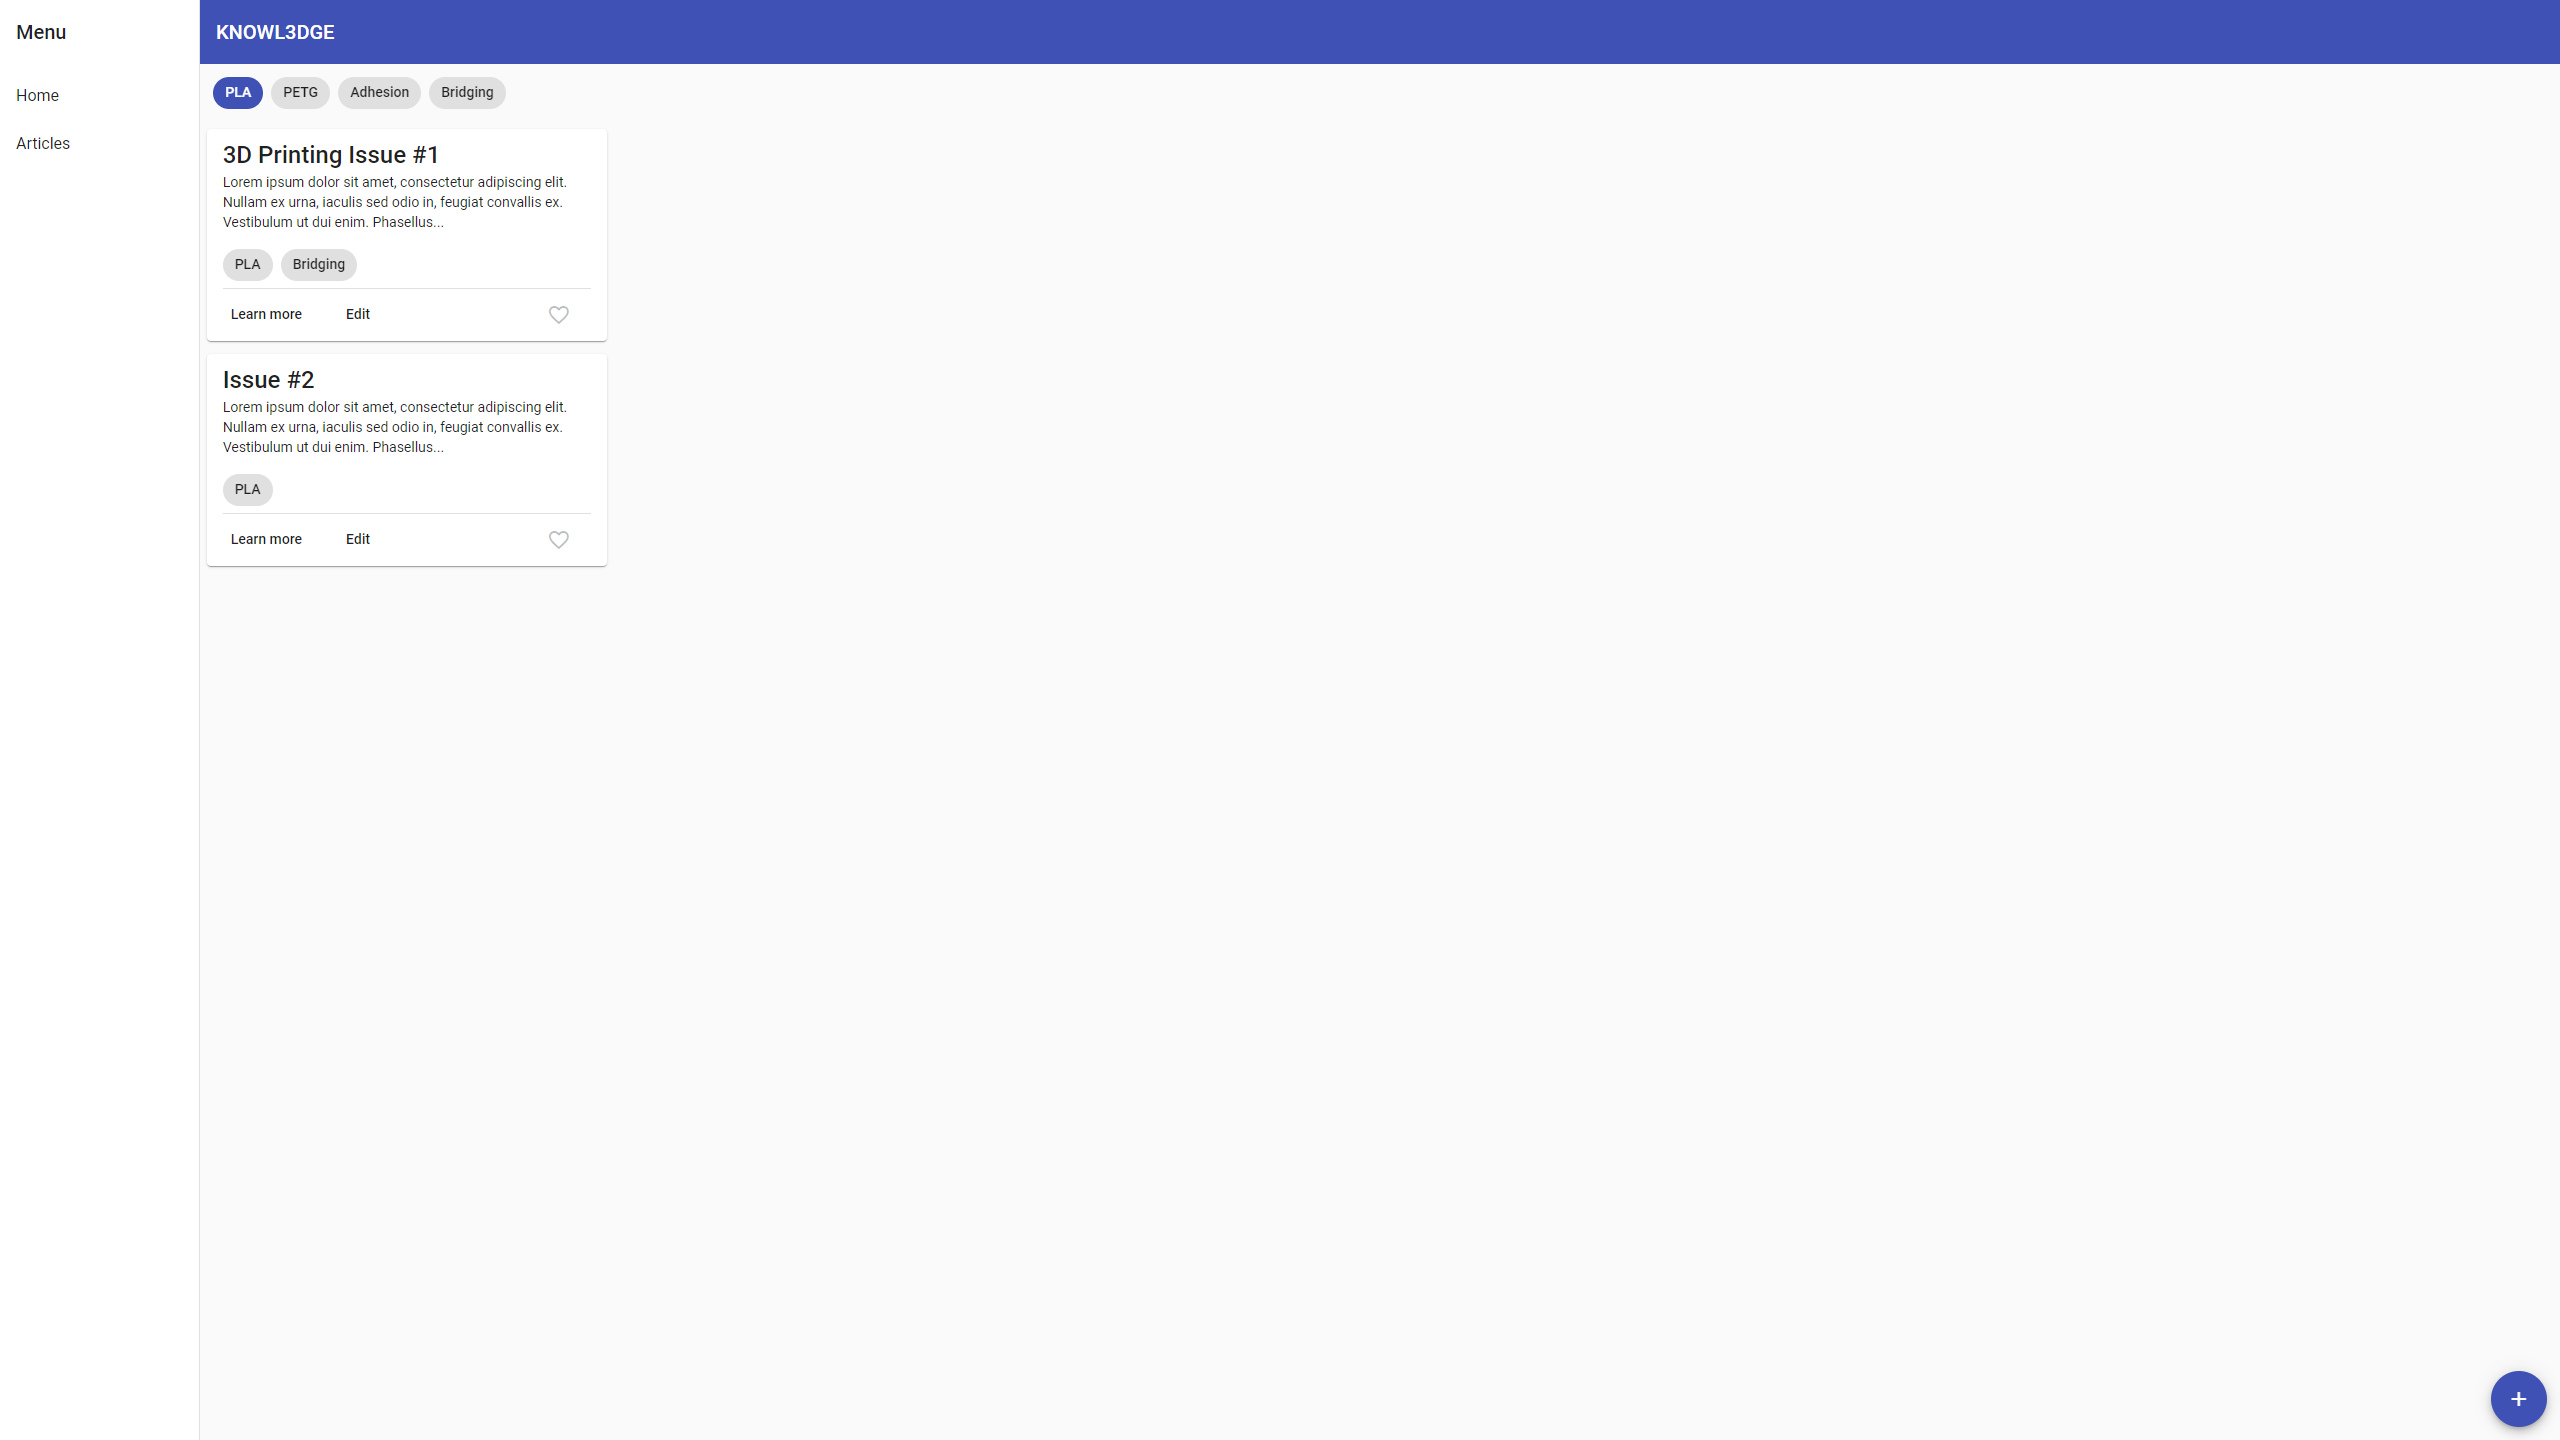 Menu
KNOWL3DGE
Home
Articles
PLA PETG Adhesion Bridging
3D Printing Issue #1
Lorem ipsum dolor sit amet, consectetur adipiscing elit.
Nullam ex urna, iaculis sed odio in, feugiat convallis ex.
Vestibulum ut dui enim. Phasellus...
PLA Bridging
Learn more Edit
Issue #2
Lorem ipsum dolor sit amet, consectetur adipiscing elit.
Nullam ex urna, iaculis sed odio in, feugiat convallis ex.
Vestibulum ut dui enim. Phasellus...
PLA
Learn more Edit
+